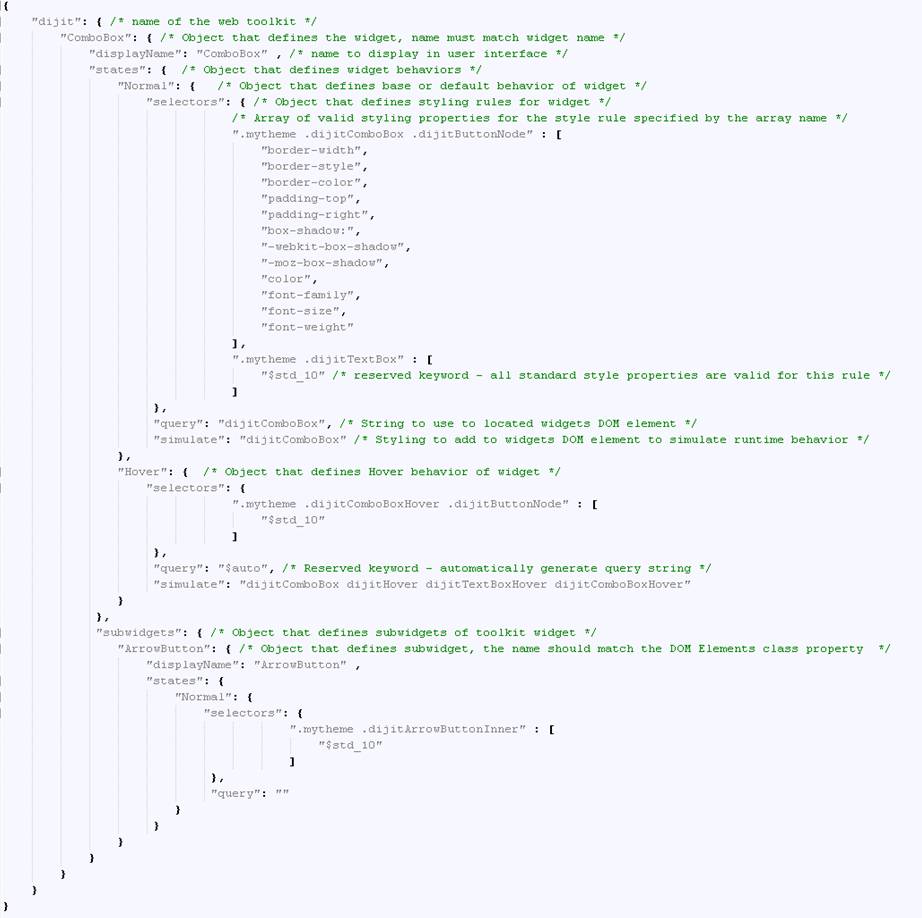 {
"dijit": { /* name of the web toolkit */
"ComboBox": { /* Object that defines the widget, name must match widget name */
"displayName": "ComboBox" , /* name to display in user interface */
"states": { /* Object that defines widget behaviors */
"Normal": { /* Object that defines base or default behavior of widget */
"selectors": { /* Object that defines styling rules for widget */
/* Array of valid styling properties for the style rule specified by the array name */
".mytheme .dijitComboBox .dijitButtonNode" : [
"border-width",
"border-style",
"border-color",
"padding-top",
"padding-right",
"box-shadow:",
"-webkit-box-shadow",
"-moz-box-shadow",
"color",
"font-family",
"font-size",
"font-weight"
],
".mytheme .dijitTextBox" : [
"$std_10" /* reserved keyword - all standard style properties are valid for this rule */
]
},
"query": "dijitComboBox", /* String to use to located widgets DOM element */
"simulate": "dijitComboBox" /* Styling to add to widgets DOM element to simulate runtime behavior */
},
"Hover": { /* Object that defines Hover behavior of widget */
"selectors": {
".mytheme .dijitComboBoxHover .dijitButtonNode" : [
"$std_10"
]
},
"query": "$auto", /* Reserved keyword - automatically generate query string */
"simulate": "dijitComboBox dijitHover dijitTextBoxHover dijitComboBoxHover"
}
},
"subwidgets": { /* Object that defines subwidgets of toolkit widget */
"ArrowButton": { /* Object that defines subwidget, the name should match the DOM Elements class property */
"displayName": "ArrowButton" ,
"states": {
"Normal": {
"selectors": {
".mytheme .dijitArrowButtonInner" : [
"$std_10"
]
},
"query": ""
}
}
}
}
}
}
}